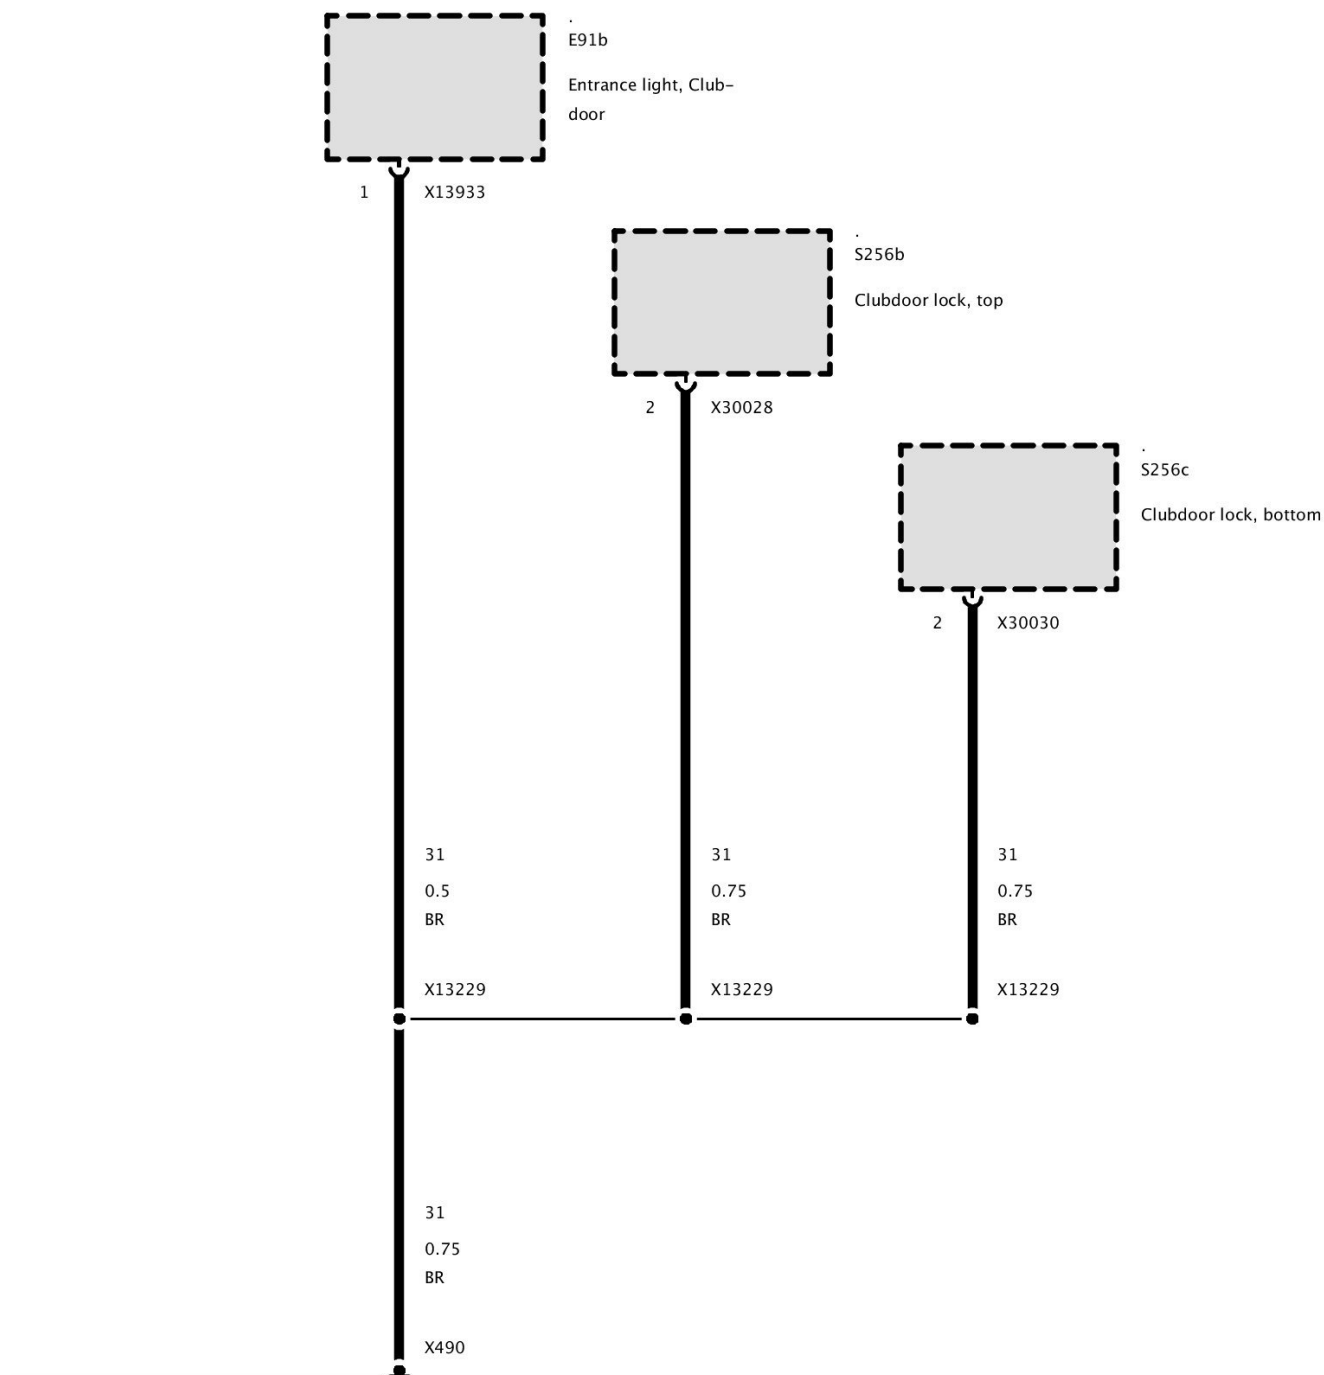 .
E91b
Entrance light, Club-
door
1 X13933
.
S256b
Clubdoor lock, top
2 X30028
.
S256c
Clubdoor lock, bottom
2 X30030
31 31 31
0.5 0.75 0.75
BR BR BR
X13229 X13229 X13229
31
0.75
BR
X490